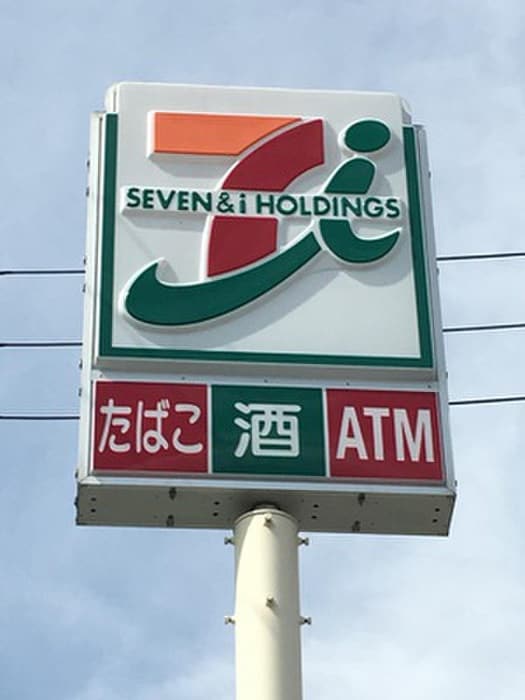 SEVEN&i HOLDINGS
たばこ 酒 ATM